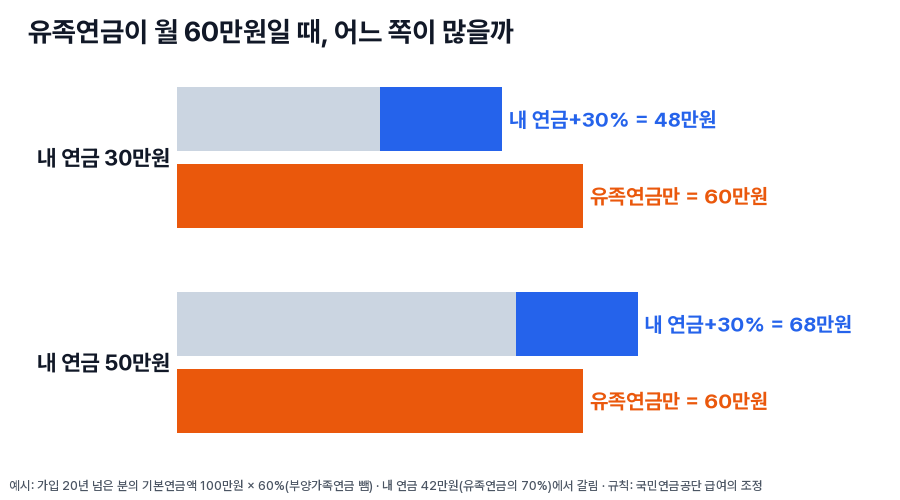 유족연금이 월 60만원일 때, 어느 쪽이 많을까
내 연금+30% = 48만원
내 연금 30만원
유족연금만 = 60만원
내 연금+30% = 68만원
내 연금 50만원
유족연금만 = 60만원
예시: 가입 20년 넘은 분의 기본연금액 100만원 × 60%(부양가족연금 뺌) · 내 연금 42만원(유족연금의 70%)에서 갈림 · 규칙: 국민연금공단 급여의 조정